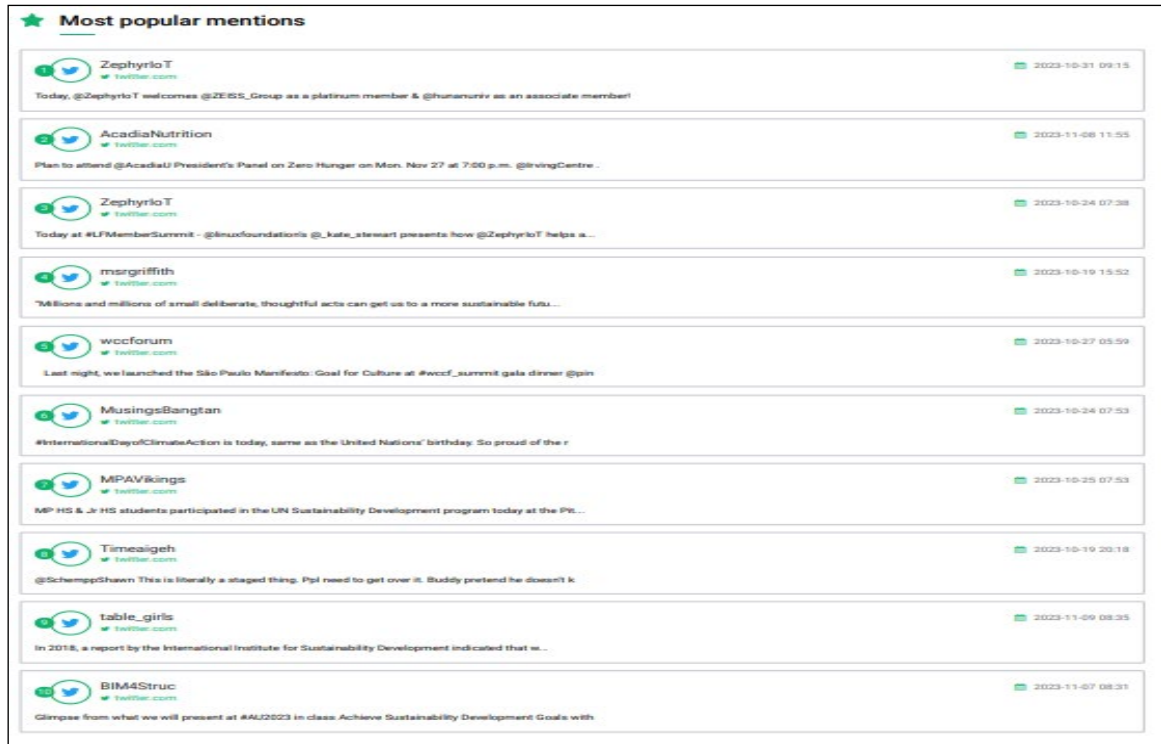 Most popular mentions
1
ZephyrIoT
2023-10-31 09:15
twitter.com
Today, @ZephyrIoT welcomes @ZEISS_Group as a platinum member & @hunanuniv as an associate member!
2
AcadiaNutrition
2023-11-08 11:55
twitter.com
Plan to attend @AcadiaU President's Panel on Zero Hunger on Mon. Nov 27 at 7:00 p.m. @IrvingCentre .
3
ZephyrIoT
2023-10-24 07:38
twitter.com
Today at #LFMemberSummit - @linuxfoundation's @_kate_stewart presents how @ZephyrIoT helps a...
4
msrgriffith
2023-10-19 15:52
twitter.com
"Millions and millions of small deliberate, thoughtful acts can get us to a more sustainable futu...
5
wccforum
2023-10-27 05:59
twitter.com
Last night, we launched the São Paulo Manifesto: Goal for Culture at #wccf_summit gala dinner @pin
6
MusingsBangtan
2023-10-24 07:53
twitter.com
#InternationalDayofClimateAction is today, same as the United Nations' birthday. So proud of the r
7
MPAVikings
2023-10-25 07:53
twitter.com
MP HS & Jr HS students participated in the UN Sustainability Development program today at the Pit...
8
Timeaigeh
2023-10-19 20:18
twitter.com
@SchemppShawn This is literally a staged thing. Ppl need to get over it. Buddy pretend he doesn't k
9
table_girls
2023-11-09 08:35
twitter.com
In 2018, a report by the International Institute for Sustainability Development indicated that w...
10
BIM4Struc
2023-11-07 08:31
twitter.com
Glimpse from what we will present at #AU2023 in class Achieve Sustainability Development Goals with